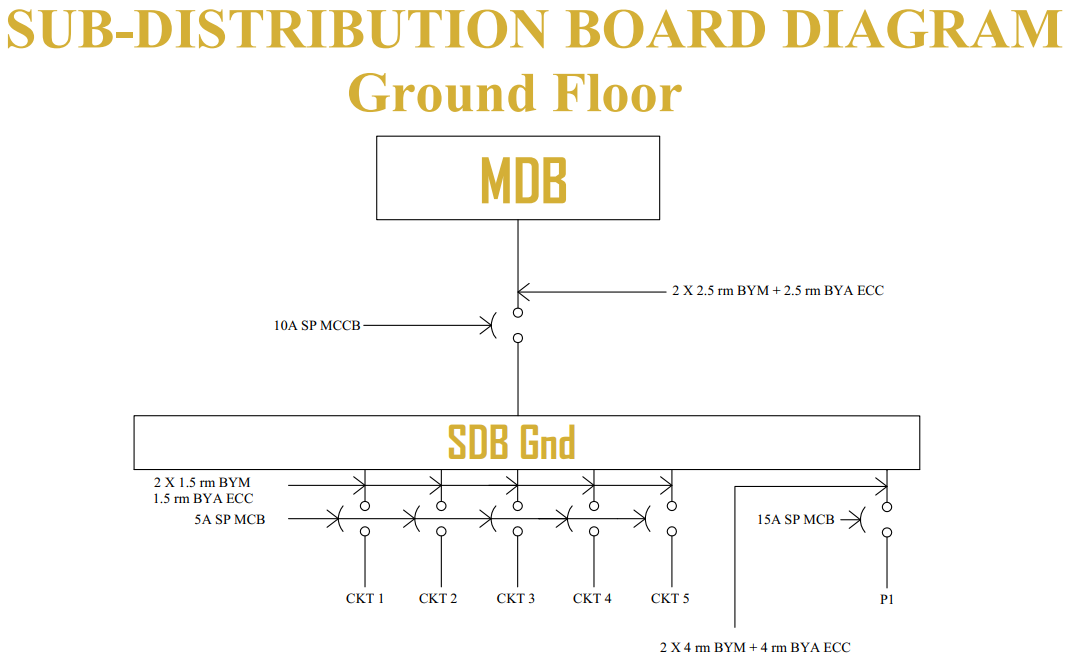 SUB-DISTRIBUTION BOARD DIAGRAM
Ground Floor
MDB
2 X 2.5 rm BYM + 2.5 rm BYA ECC
10A SP MCCB
SDB Gnd
2 X 1.5 rm BYM
1.5 rm BYA ECC
5A SP MCB
15A SP MCB
CKT 1 CKT 2 CKT 3 CKT 4 CKT 5 P1
2 X 4 rm BYM + 4 rm BYA ECC